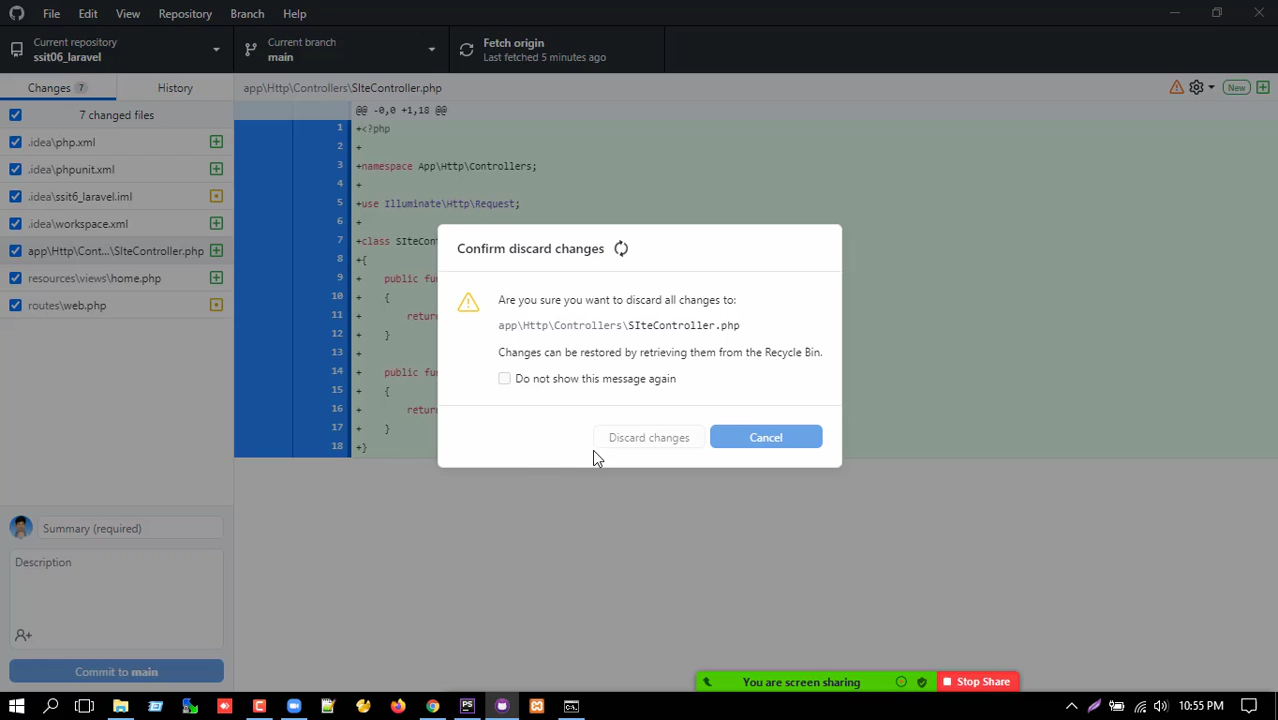 File Edit View Repository Branch Help
Current repository
ssit06_laravel
Current branch
main
Fetch origin
Last fetched 5 minutes ago
Changes 7
History
app\Http\Controllers\SIteController.php
New
7 changed files
@@ -0,0 +1,18 @@
.idea\php.xml
.idea\phpunit.xml
.idea\ssit6_laravel.iml
.idea\workspace.xml
app\Http\Cont...\SIteController.php
resources\views\home.php
routes\web.php
1 +<?php
2 +
3 +namespace App\Http\Controllers;
4 +
5 +use Illuminate\Http\Request;
6 +
7 +class SIteCont
8 +{
9 + public fun
10 + {
11 + return
12 + }
13 +
14 + public fun
15 + {
16 + return
17 + }
18 +}
Confirm discard changes
Are you sure you want to discard all changes to:
app\Http\Controllers\SIteController.php
Changes can be restored by retrieving them from the Recycle Bin.
Do not show this message again
Discard changes
Cancel
Summary (required)
Description
Commit to main
You are screen sharing
Stop Share
10:55 PM